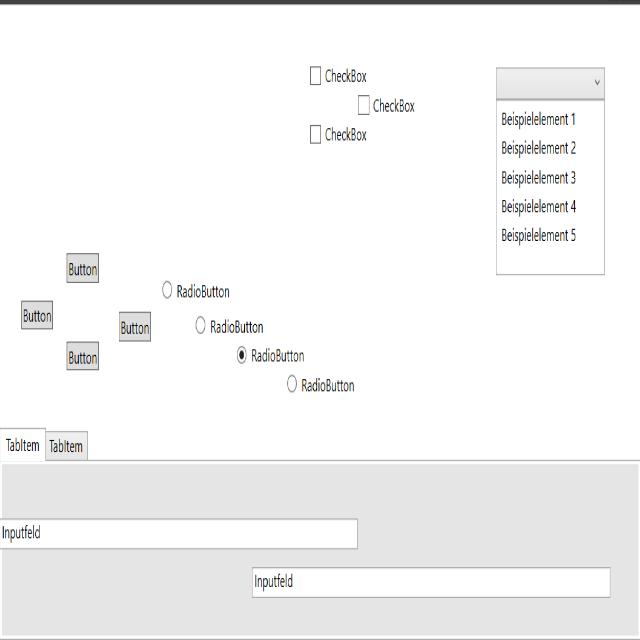 CheckBox
CheckBox
CheckBox
Beispielelement 1
Beispielelement 2
Beispielelement 3
Beispielelement 4
Beispielelement 5
Button
Button
Button
Button
RadioButton
RadioButton
RadioButton
RadioButton
TabItem TabItem
Inputfeld
Inputfeld